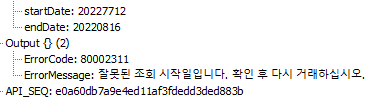 startDate: 20227712
endDate: 20220816
Output {} (2)
ErrorCode: 80002311
ErrorMessage: 잘못된 조회 시작일입니다. 확인 후 다시 거래하십시오.
API_SEQ: e0a60db7a9e4ed11af3fdedd3ded883b